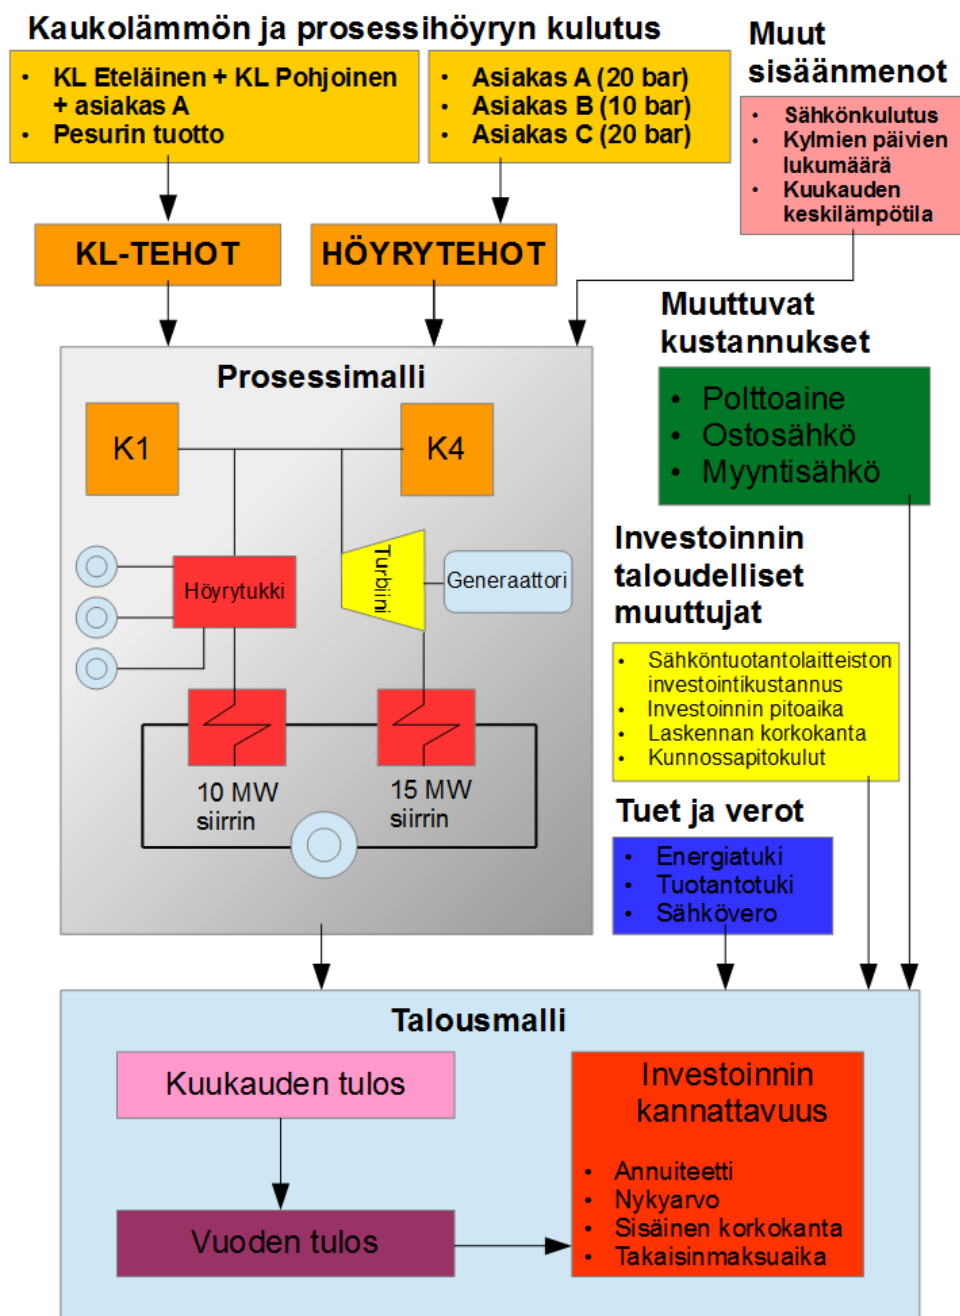 Kaukolämmön ja prosessihöyryn kulutus
• KL Eteläinen + KL Pohjoinen
+ asiakas A
• Pesurin tuotto
• Asiakas A (20 bar)
• Asiakas B (10 bar)
• Asiakas C (20 bar)
Muut
sisäänmenot
• Sähkönkulutus
• Kylmien päivien
lukumäärä
• Kuukauden
keskilämpötila
KL-TEHOT
HÖYRYTEHOT
Muuttuvat
kustannukset
• Polttoaine
• Ostosähkö
• Myyntisähkö
Prosessimalli
K1
K4
Höyrytukki
Turbiini
Generaattori
10 MW
siirrin
15 MW
siirrin
Investoinnin
taloudelliset
muuttujat
• Sähköntuotantolaitteiston
investointikustannus
• Investoinnin pitoaika
• Laskennan korkokanta
• Kunnossapitokulut
Tuet ja verot
• Energiatuki
• Tuotantotuki
• Sähkövero
Talousmalli
Kuukauden tulos
Vuoden tulos
Investoinnin
kannattavuus
• Annuiteetti
• Nykyarvo
• Sisäinen korkokanta
• Takaisinmaksuaika